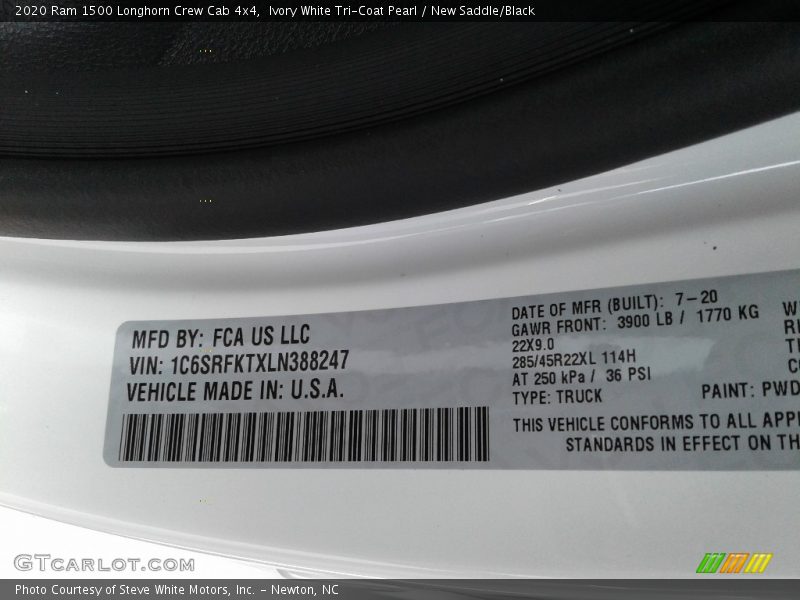 2020 Ram 1500 Longhorn Crew Cab 4x4, Ivory White Tri-Coat Pearl / New Saddle/Black
MFD BY: FCA US LLC
VIN: 1C6SRFKTXLN388247
VEHICLE MADE IN: U.S.A.
DATE OF MFR (BUILT): 7-20
GAWR FRONT: 3900 LB / 1770 KG
22X9.0
285/45R22XL 114H
AT 250 kPa / 36 PSI
TYPE: TRUCK PAINT: PWD
THIS VEHICLE CONFORMS TO ALL APP
STANDARDS IN EFFECT ON TH
GTCARLOT.COM
Photo Courtesy of Steve White Motors, Inc. - Newton, NC